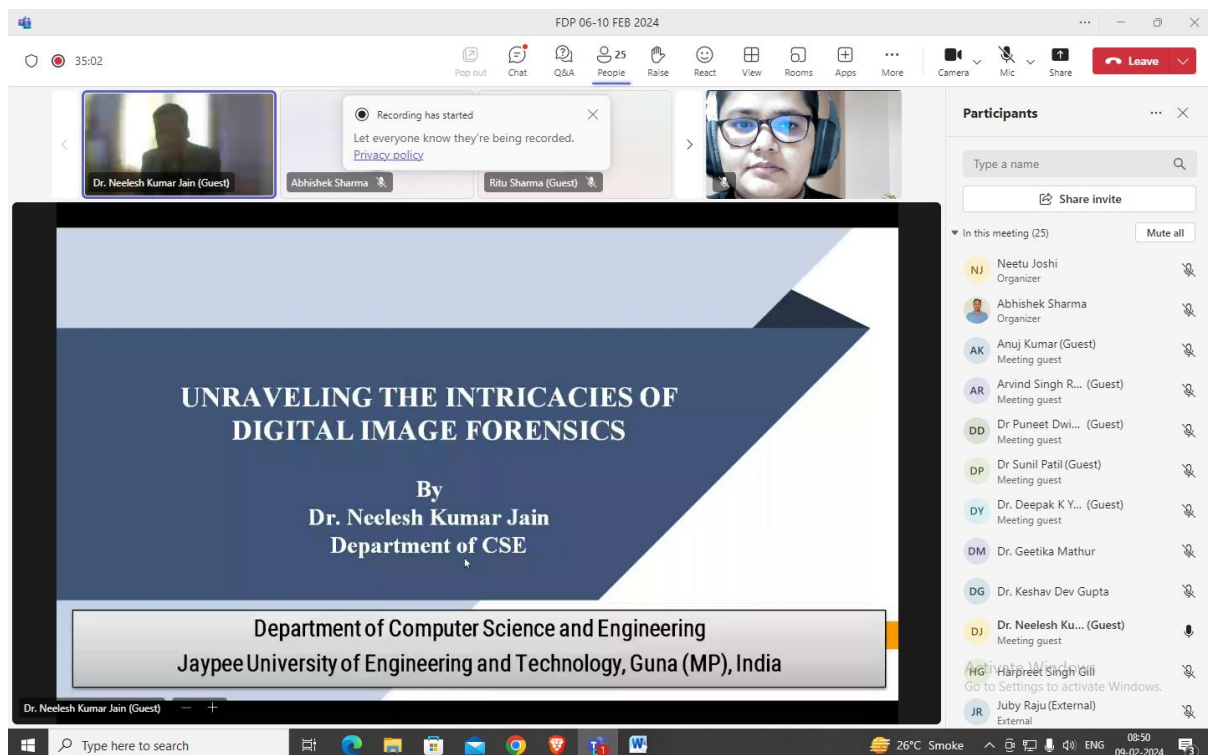 FDP 06-10 FEB 2024
35:02
Pop out
Chat
Q&A
25
People
Raise
React
View
Rooms
Apps
More
Camera
Mic
Share
Leave
Recording has started
Let everyone know they're being recorded.
Privacy policy
Dr. Neelesh Kumar Jain (Guest)
Abhishek Sharma
Ritu Sharma (Guest)
UNRAVELING THE INTRICACIES OF
DIGITAL IMAGE FORENSICS
By
Dr. Neelesh Kumar Jain
Department of CSE
Department of Computer Science and Engineering
Jaypee University of Engineering and Technology, Guna (MP), India
Dr. Neelesh Kumar Jain (Guest)
Participants
Type a name
Share invite
In this meeting (25)
Mute all
NJ
Neetu Joshi
Organizer
Abhishek Sharma
Organizer
AK
Anuj Kumar (Guest)
Meeting guest
AR
Arvind Singh R... (Guest)
Meeting guest
DD
Dr Puneet Dwi... (Guest)
Meeting guest
DP
Dr Sunil Patil (Guest)
Meeting guest
DY
Dr. Deepak K Y... (Guest)
Meeting guest
DM
Dr. Geetika Mathur
DG
Dr. Keshav Dev Gupta
DJ
Dr. Neelesh Ku... (Guest)
Meeting guest
HG
Harpreet Singh Gill
Activate Windows
Go to Settings to activate Windows.
JR
Juby Raju (External)
External
Type here to search
26°C Smoke
ENG
08:50
09-02-2024
3